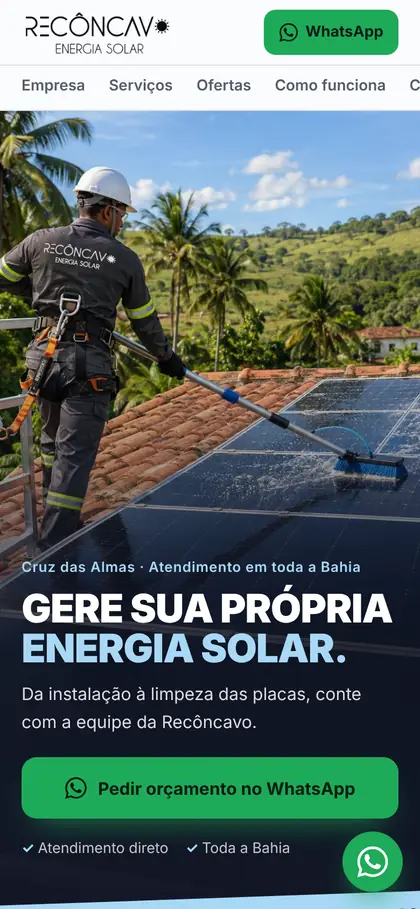 RECÔNCAVO
ENERGIA SOLAR
WhatsApp
Empresa Serviços Ofertas Como funciona
RECÔNCAVO
ENERGIA SOLAR
Cruz das Almas · Atendimento em toda a Bahia
GERE SUA PRÓPRIA
ENERGIA SOLAR.
Da instalação à limpeza das placas, conte
com a equipe da Recôncavo.
Pedir orçamento no WhatsApp
✓ Atendimento direto ✓ Toda a Bahia